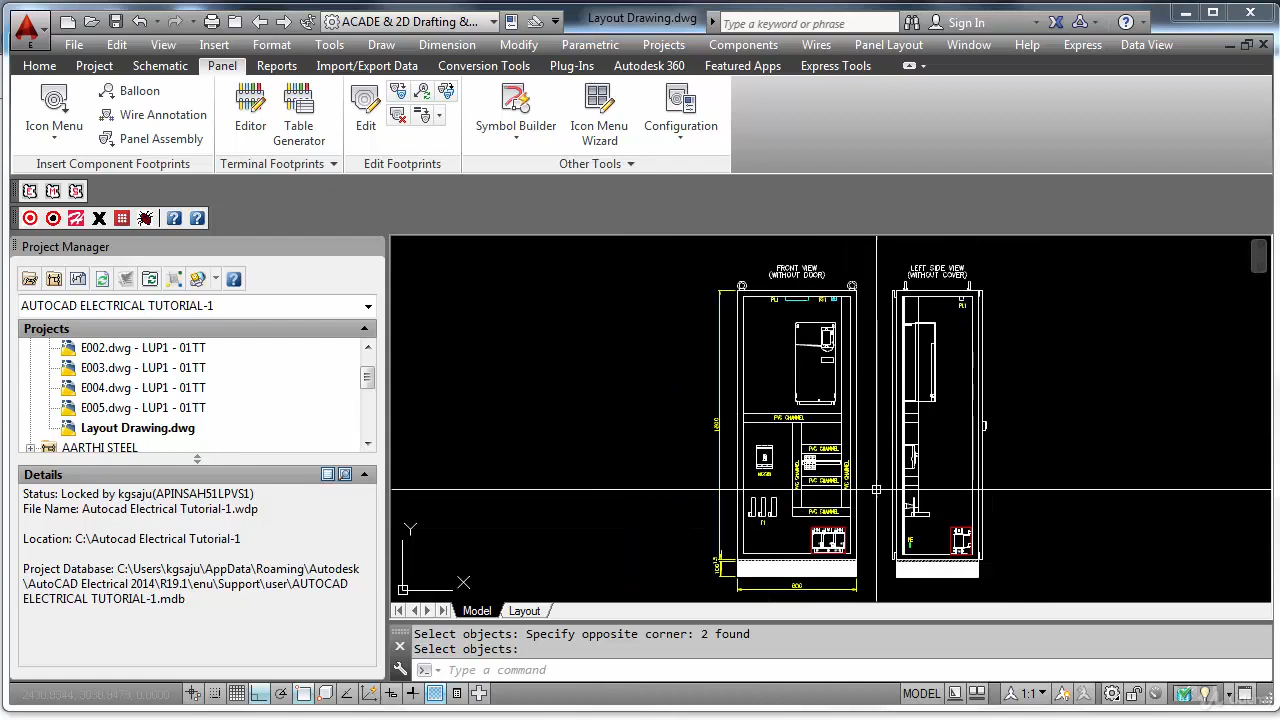 ACADE & 2D Drafting &...
Layout Drawing.dwg
Type a keyword or phrase
Sign In
File Edit View Insert Format Tools Draw Dimension Modify Parametric Projects Components Wires Panel Layout Window Help Express Data View
Home Project Schematic Panel Reports Import/Export Data Conversion Tools Plug-Ins Autodesk 360 Featured Apps Express Tools
Icon Menu
Balloon
Wire Annotation
Panel Assembly
Insert Component Footprints
Editor
Table
Generator
Terminal Footprints
Edit
Edit Footprints
Symbol Builder
Icon Menu
Wizard
Configuration
Other Tools
Project Manager
AUTOCAD ELECTRICAL TUTORIAL-1
Projects
E002.dwg - LUP1 - 01TT
E003.dwg - LUP1 - 01TT
E004.dwg - LUP1 - 01TT
E005.dwg - LUP1 - 01TT
Layout Drawing.dwg
AARTHI STEEL
Details
Status: Locked by kgsaju(APINSAH51LPVS1)
File Name: Autocad Electrical Tutorial-1.wdp
Location: C:\Autocad Electrical Tutorial-1
Project Database: C:\Users\kgsaju\AppData\Roaming\Autodesk
\AutoCAD Electrical 2014\R19.1\enu\Support\user\AUTOCAD
ELECTRICAL TUTORIAL-1.mdb
FRONT VIEW
(WITHOUT DOOR)
LEFT SIDE VIEW
(WITHOUT COVER)
PL1
PL1
PVC CHANNEL
PVC CHANNEL
PVC CHANNEL
PVC CHANNEL
PVC CHANNEL
PVC CHANNEL
800
Y
X
Model
Layout
Select objects: Specify opposite corner: 2 found
Select objects:
Type a command
MODEL
1:1